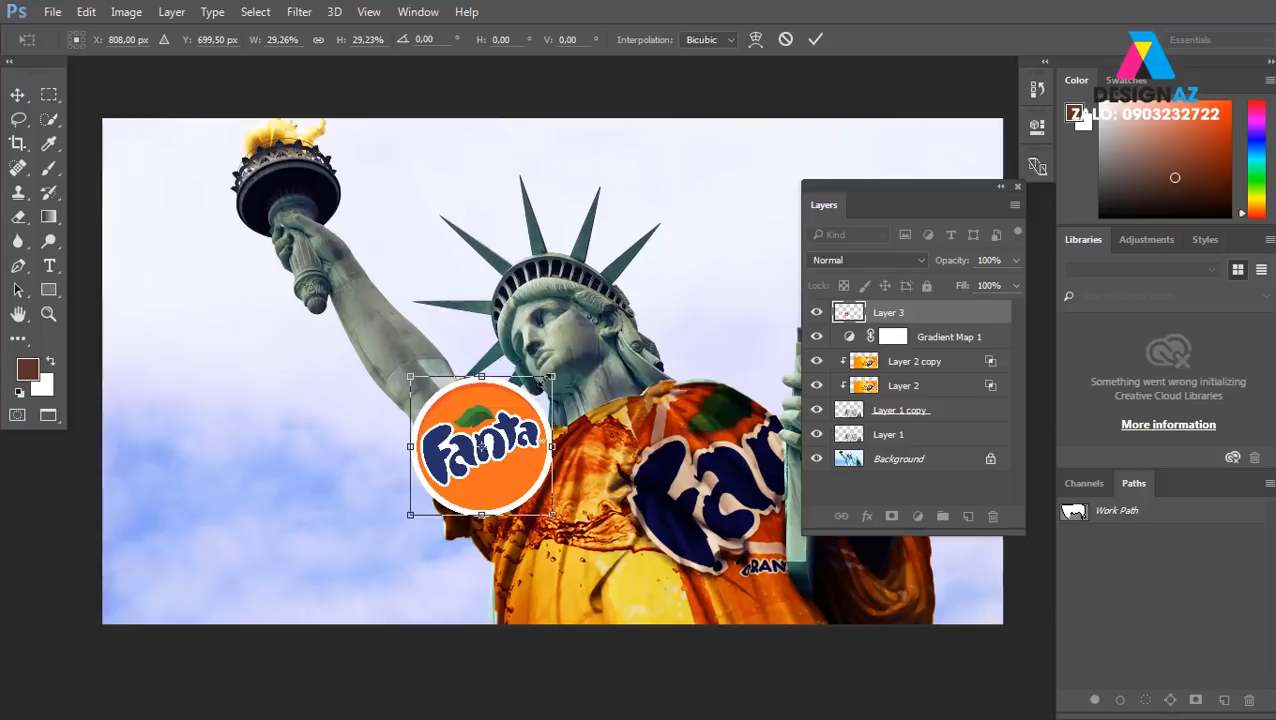 Ps File Edit Image Layer Type Select Filter 3D View Window Help
X: 808,00 px Y: 699,50 px W: 29,26% H: 29,23% 0,00 ° H: 0,00 ° V: 0,00 ° Interpolation: Bicubic Essentials
Color Swatches
DESIGNAZ
ZALO: 0903232722
Layers
Kind
Normal Opacity: 100%
Lock: Fill: 100%
Layer 3
Gradient Map 1
Layer 2 copy
Layer 2
Layer 1 copy
Layer 1
Background
Libraries Adjustments Styles
Something went wrong initializing
Creative Cloud Libraries
More information
Channels Paths
Work Path
Fanta
Fan
ORAN
T
T
fx